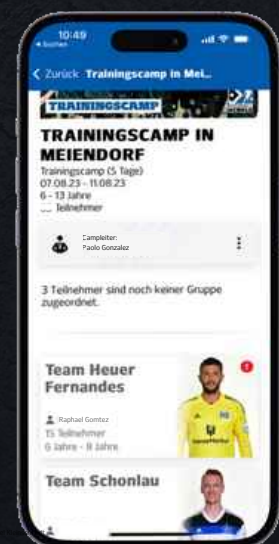 10:49
Suchen
Zurück Trainingscamp in Mei...
TRAININGSCAMP
TRAININGSCAMP IN
MEIENDORF
Trainingscamp (5 Tage)
07.08.23 - 11.08.23
6 - 13 Jahre
__ Teilnehmer
Campleiter:
Paolo Gonzalez
3 Teilnehmer sind noch keiner Gruppe
zugeordnet.
Team Heuer
Fernandes
Raphael Gomtez
15 Teilnehmer
6 Jahre - 8 Jahre
Team Schonlau